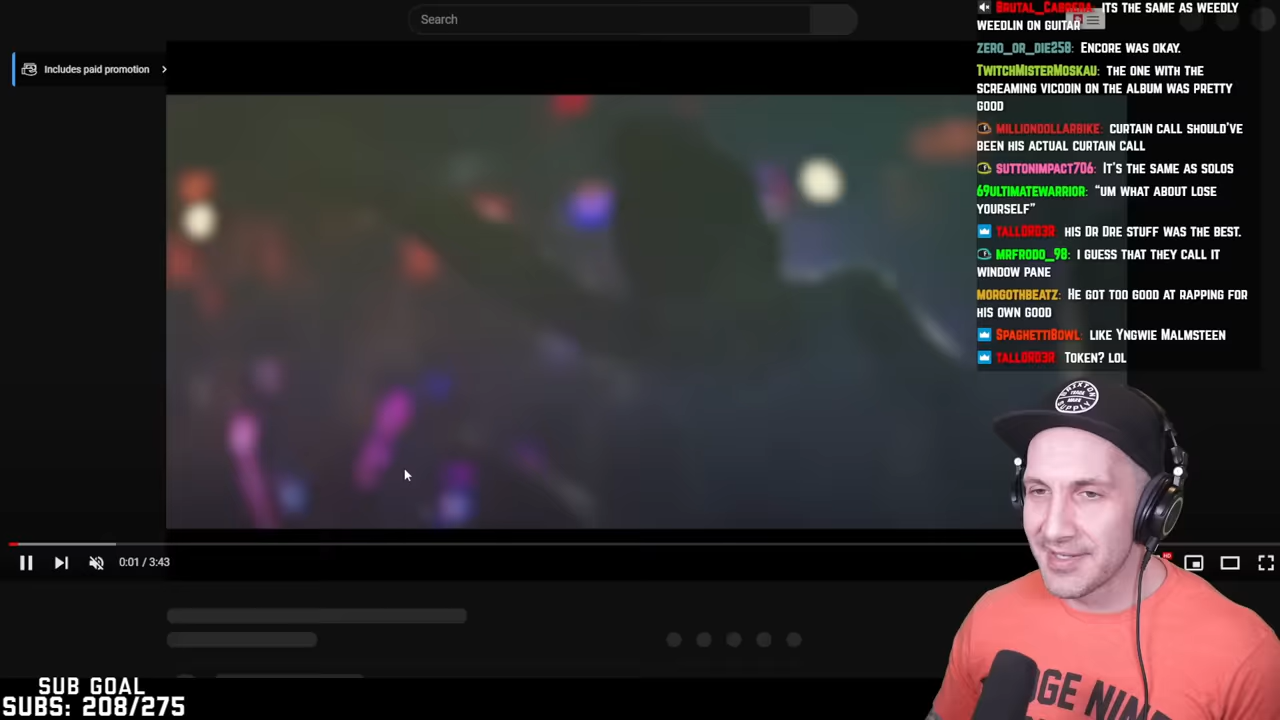 Search
Includes paid promotion
BRUTAL_CABRERA: ITS THE SAME AS WEEDLY
WEEDLIN ON GUITAR
ZERO_OR_DIE258: ENCORE WAS OKAY.
TWITCHMISTERMOSKAU: THE ONE WITH THE
SCREAMING VICODIN ON THE ALBUM WAS PRETTY
GOOD
MILLIONDOLLARBIKE: CURTAIN CALL SHOULD'VE
BEEN HIS ACTUAL CURTAIN CALL
SUTTONIMPACT706: IT'S THE SAME AS SOLOS
69ULTIMATEWARRIOR: “UM WHAT ABOUT LOSE
YOURSELF”
TALLORD3R: HIS DR DRE STUFF WAS THE BEST.
MRFRODO_98: I GUESS THAT THEY CALL IT
WINDOW PANE
MORGOTHBEATZ: HE GOT TOO GOOD AT RAPPING FOR
HIS OWN GOOD
SPAGHETTIBOWL: LIKE YNGWIE MALMSTEEN
TALLORD3R: TOKEN? LOL
BRIXTON
SUPPLY
0:01 / 3:43
HD
SUB GOAL
SUBS: 208/275